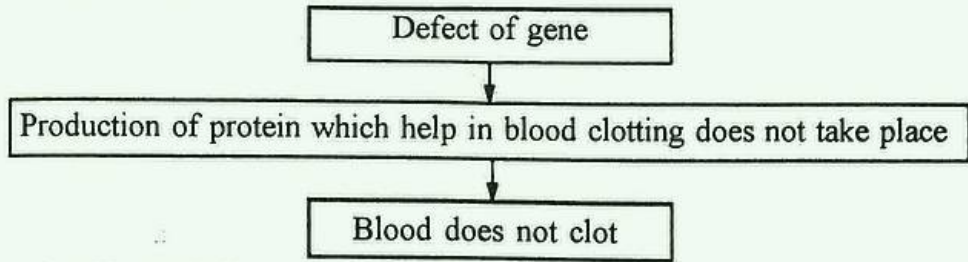 Defect of gene
Production of protein which help in blood clotting does not take place
Blood does not clot